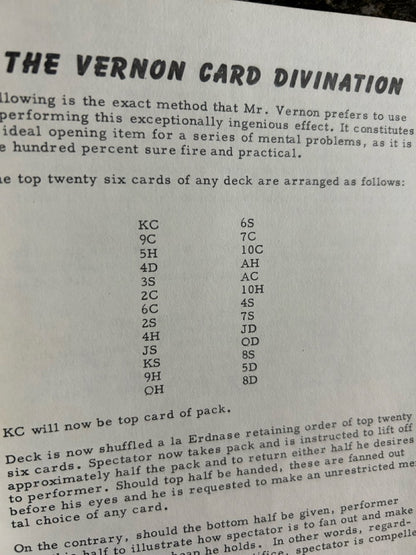 THE VERNON CARD DIVINATION
llowing is the exact method that Mr. Vernon prefers to use
performing this exceptionally ingenious effect. It constitutes
ideal opening item for a series of mental problems, as it is
e hundred percent sure fire and practical.
e top twenty six cards of any deck are arranged as follows:
KC
9C
5H
4D
3S
2C
6C
2S
4H
JS
KS
9H
OH
6S
7C
10C
AH
AC
10H
4S
7S
JD
OD
8S
5D
8D
KC will now be top card of pack.
Deck is now shuffled a la Erdnase retaining order of top twenty
six cards. Spectator now takes pack and is instructed to lift off
approximately half the pack and to return either half he desires
to performer. Should top half be handed, these are fanned out
before his eyes and he is requested to make an unrestricted me
tal choice of any card.
On the contrary, should the bottom half be given, performer
half to illustrate how spectator is to fan out and make
he holds. In other words, regard-
spectator is compelle